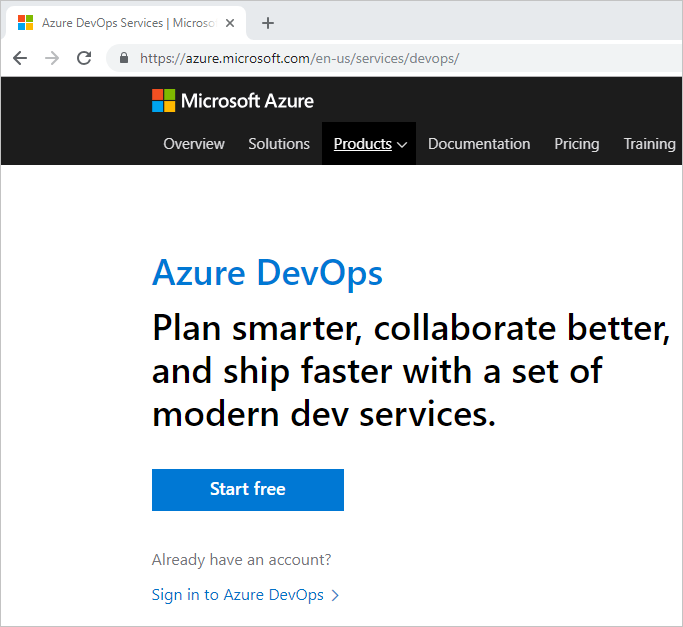 Azure DevOps Services | Microso
https://azure.microsoft.com/en-us/services/devops/
Microsoft Azure
Overview Solutions Products Documentation Pricing Training
Azure DevOps
Plan smarter, collaborate better,
and ship faster with a set of
modern dev services.
Start free
Already have an account?
Sign in to Azure DevOps